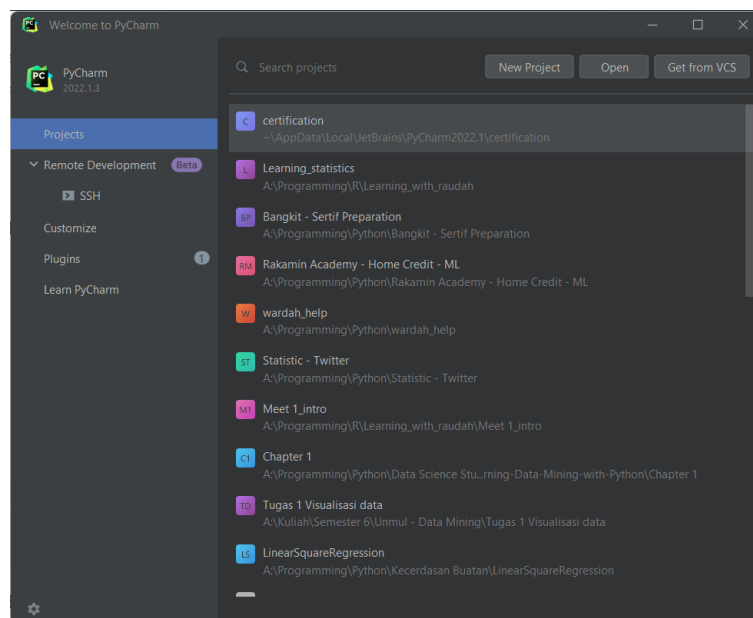 Welcome to PyCharm
PyCharm
2022.1.3
Projects
Remote Development Beta
SSH
Customize
Plugins 1
Learn PyCharm
Search projects New Project Open Get from VCS
C certification
~\AppData\Local\JetBrains\PyCharm2022.1\certification
L Learning_statistics
A:\Programming\R\Learning_with_raudah
BP Bangkit - Sertif Preparation
A:\Programming\Python\Bangkit - Sertif Preparation
RM Rakamin Academy - Home Credit - ML
A:\Programming\Python\Rakamin Academy - Home Credit - ML
W wardah_help
A:\Programming\Python\wardah_help
ST Statistic - Twitter
A:\Programming\Python\Statistic - Twitter
M1 Meet 1_intro
A:\Programming\R\Learning_with_raudah\Meet 1_intro
C1 Chapter 1
A:\Programming\Python\Data Science Stu...rning-Data-Mining-with-Python\Chapter 1
TD Tugas 1 Visualisasi data
A:\Kuliah\Semester 6\Unmul - Data Mining\Tugas 1 Visualisasi data
LS LinearSquareRegression
A:\Programming\Python\Kecerdasan Buatan\LinearSquareRegression